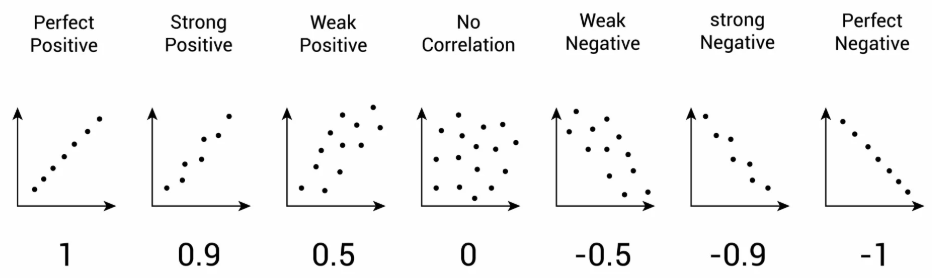 Perfect
Positive
Strong
Positive
Weak
Positive
No
Correlation
Weak
Negative
strong
Negative
Perfect
Negative
1
0.9
0.5
0
-0.5
-0.9
-1